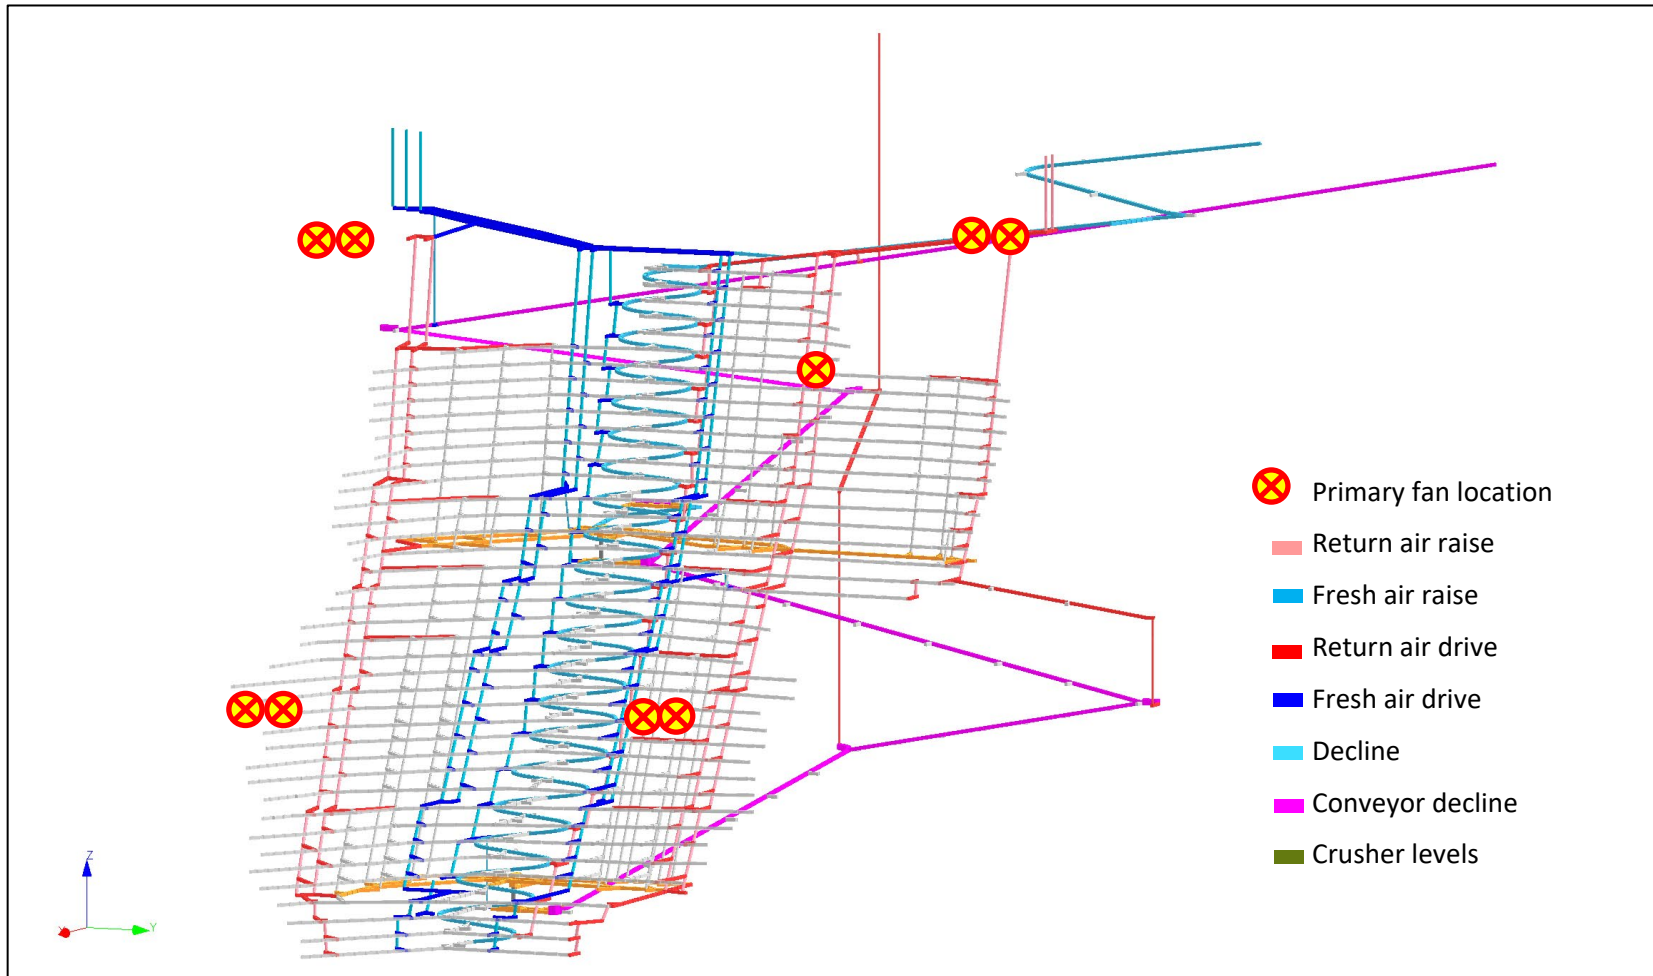 Primary fan location
Return air raise
Fresh air raise
Return air drive
Fresh air drive
Decline
Conveyor decline
Crusher levels
Z
Y